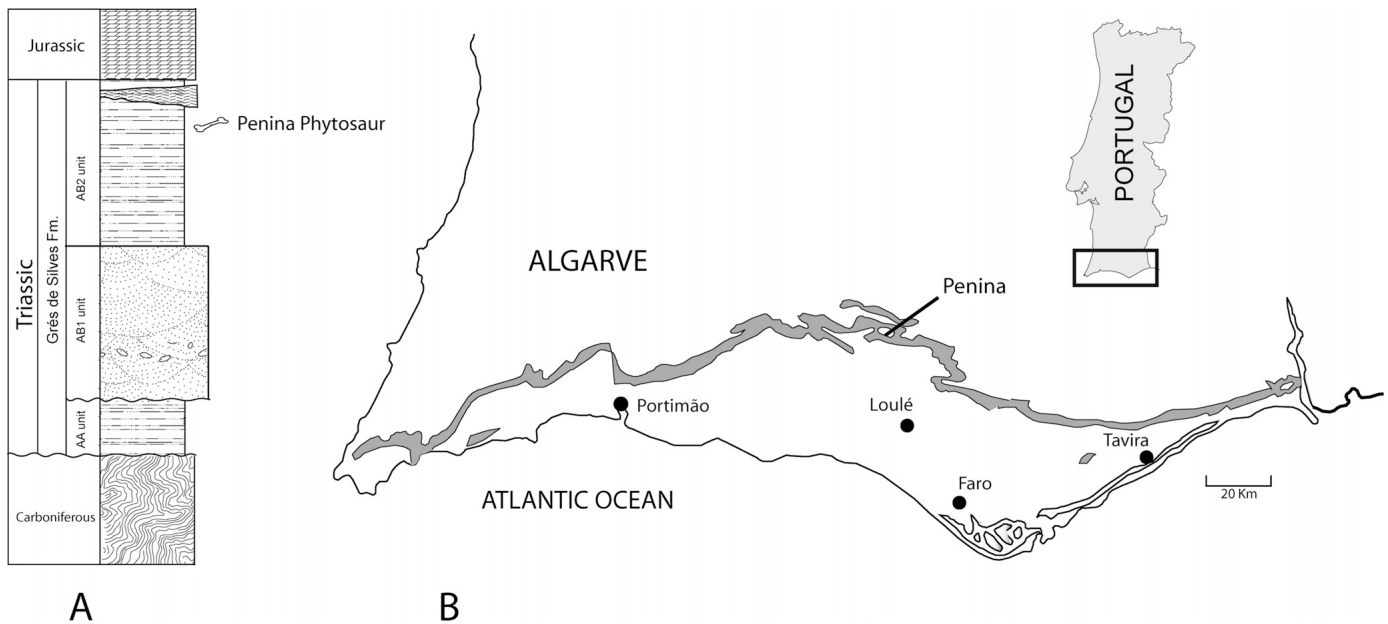 Jurassic
Triassic
Grés de Silves Fm.
AB2 unit
AB1 unit
AA unit
Carboniferous
Penina Phytosaur
A
PORTUGAL
ALGARVE
Penina
Portimão
Loulé
Tavira
Faro
ATLANTIC OCEAN
20 Km
B